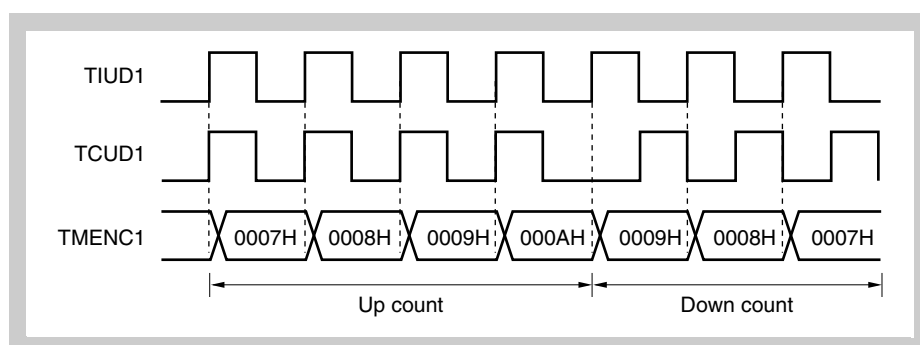 TIUD1
TCUD1
TMENC1 0007H 0008H 0009H 000AH 0009H 0008H 0007H
Up count Down count